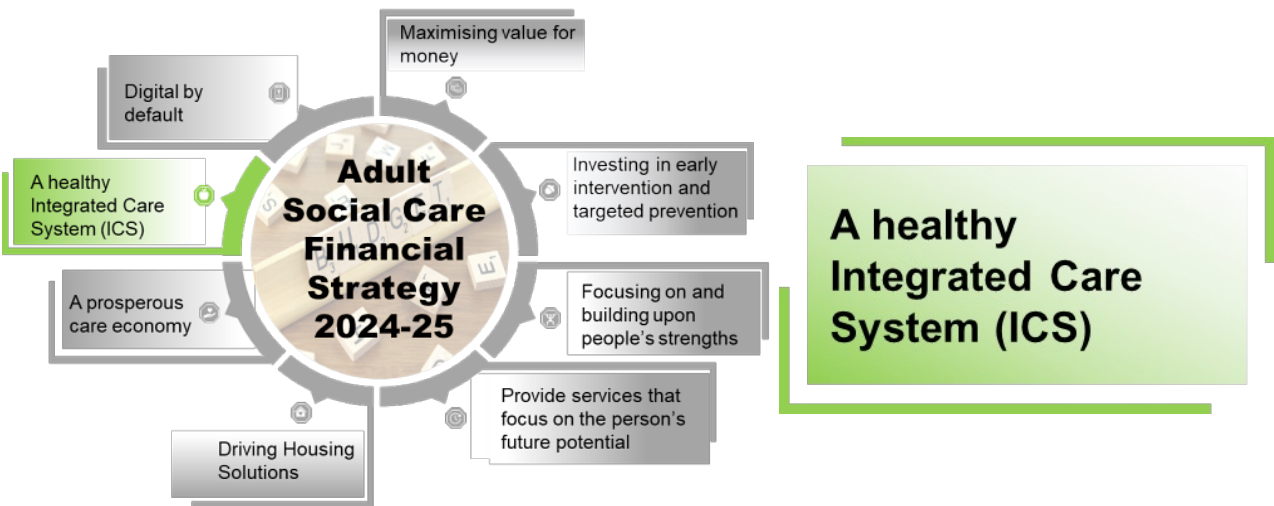 Maximising value for
money
Digital by
default
Investing in early
intervention and
targeted prevention
A healthy
Integrated Care
System (ICS)
Adult
Social Care
Financial
Strategy
2024-25
BUDGET
A healthy
Integrated Care
System (ICS)
A prosperous
care economy
Focusing on and
building upon
people's strengths
Provide services that
focus on the person's
future potential
Driving Housing
Solutions